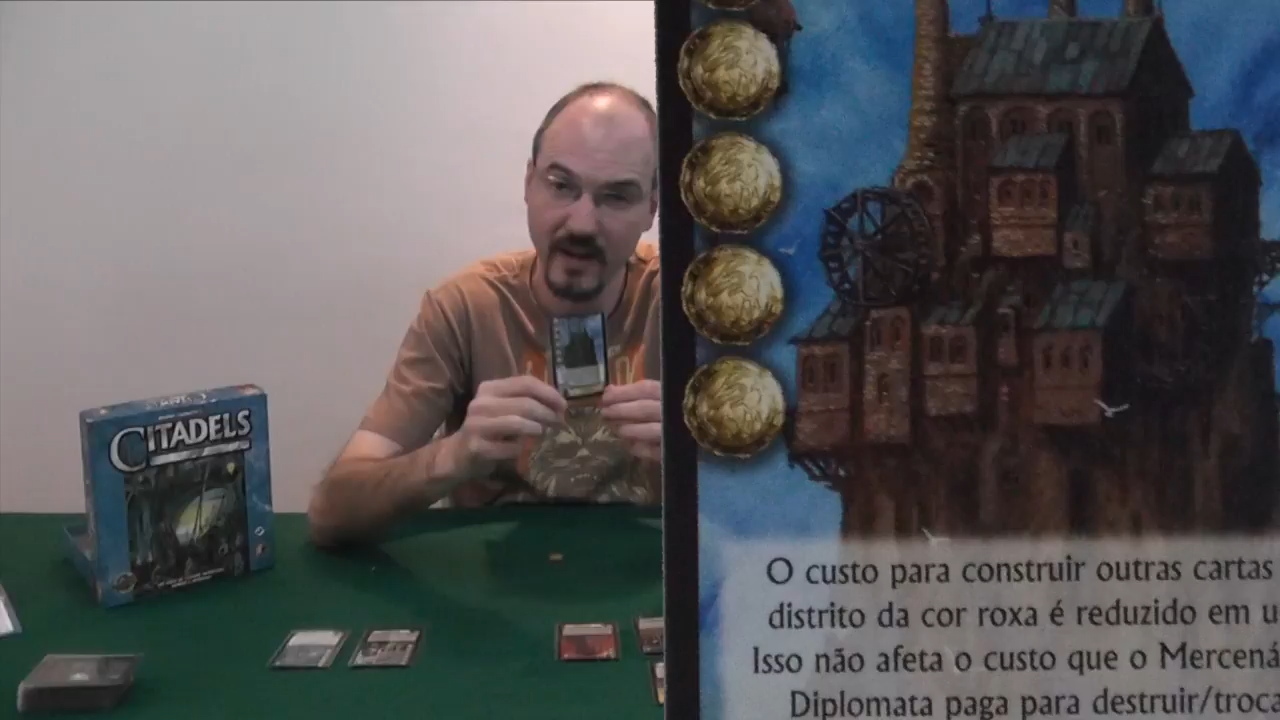 CITADELS
O custo para construir outras cartas
distrito da cor roxa é reduzido em u
Isso não afeta o custo que o Mercená
Diplomata paga para destruir/troca